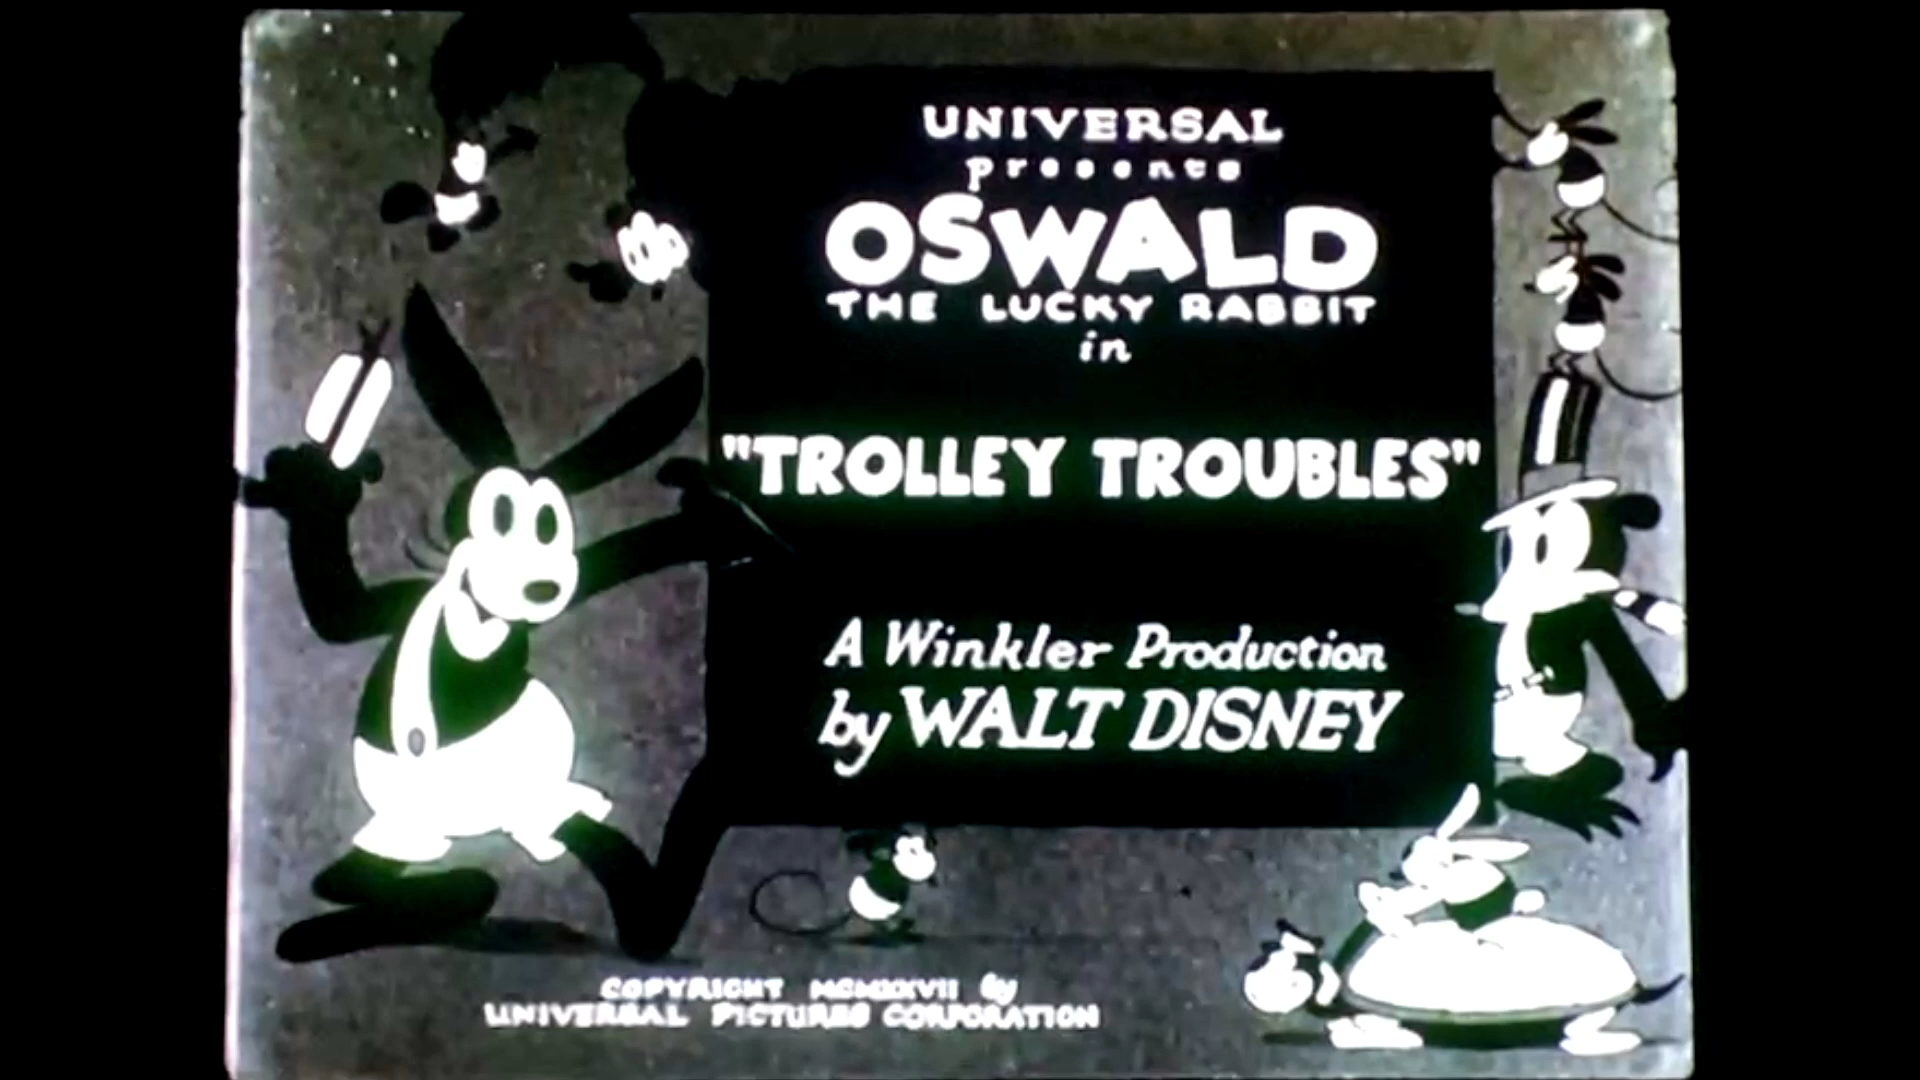 UNIVERSAL
presents
OSWALD
THE LUCKY RABBIT
in
"TROLLEY TROUBLES"
A Winkler Production
by WALT DISNEY
COPYRIGHT MCMXXVII by
UNIVERSAL PICTURES CORPORATION